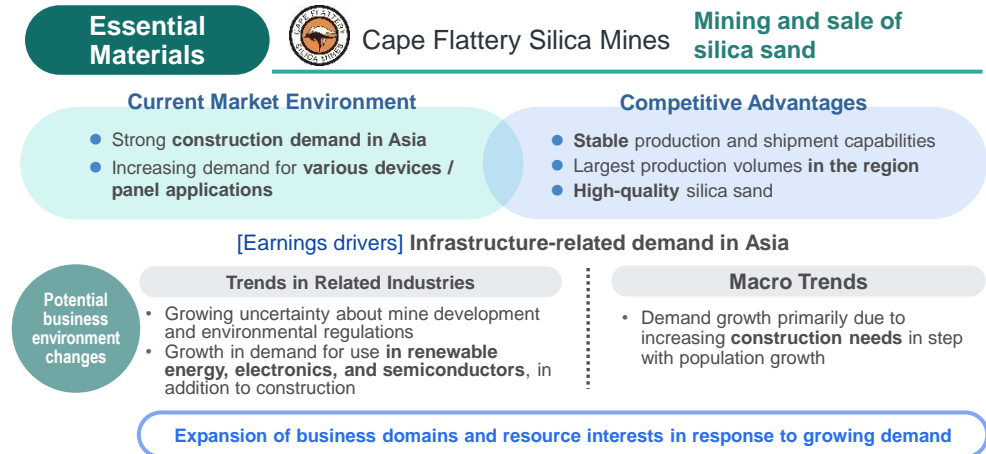 Essential
Materials
CAPE FLATTERY
SILICA MINES
Cape Flattery Silica Mines
Mining and sale of
silica sand
Current Market Environment
● Strong construction demand in Asia
● Increasing demand for various devices /
panel applications
Competitive Advantages
● Stable production and shipment capabilities
● Largest production volumes in the region
● High-quality silica sand
[Earnings drivers] Infrastructure-related demand in Asia
Potential
business
environment
changes
Trends in Related Industries
• Growing uncertainty about mine development
and environmental regulations
• Growth in demand for use in renewable
energy, electronics, and semiconductors, in
addition to construction
Macro Trends
• Demand growth primarily due to
increasing construction needs in step
with population growth
Expansion of business domains and resource interests in response to growing demand